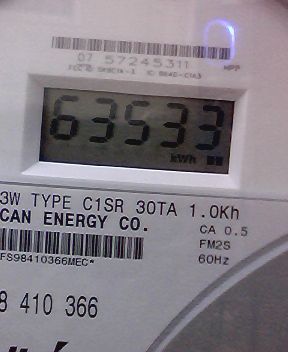 07 57245311
63533
kWh
3W TYPE C1SR 30TA 1.0Kh
CAN ENERGY CO.
CA 0.5
FM2S
FS98410366MEC*
60Hz
8 410 366